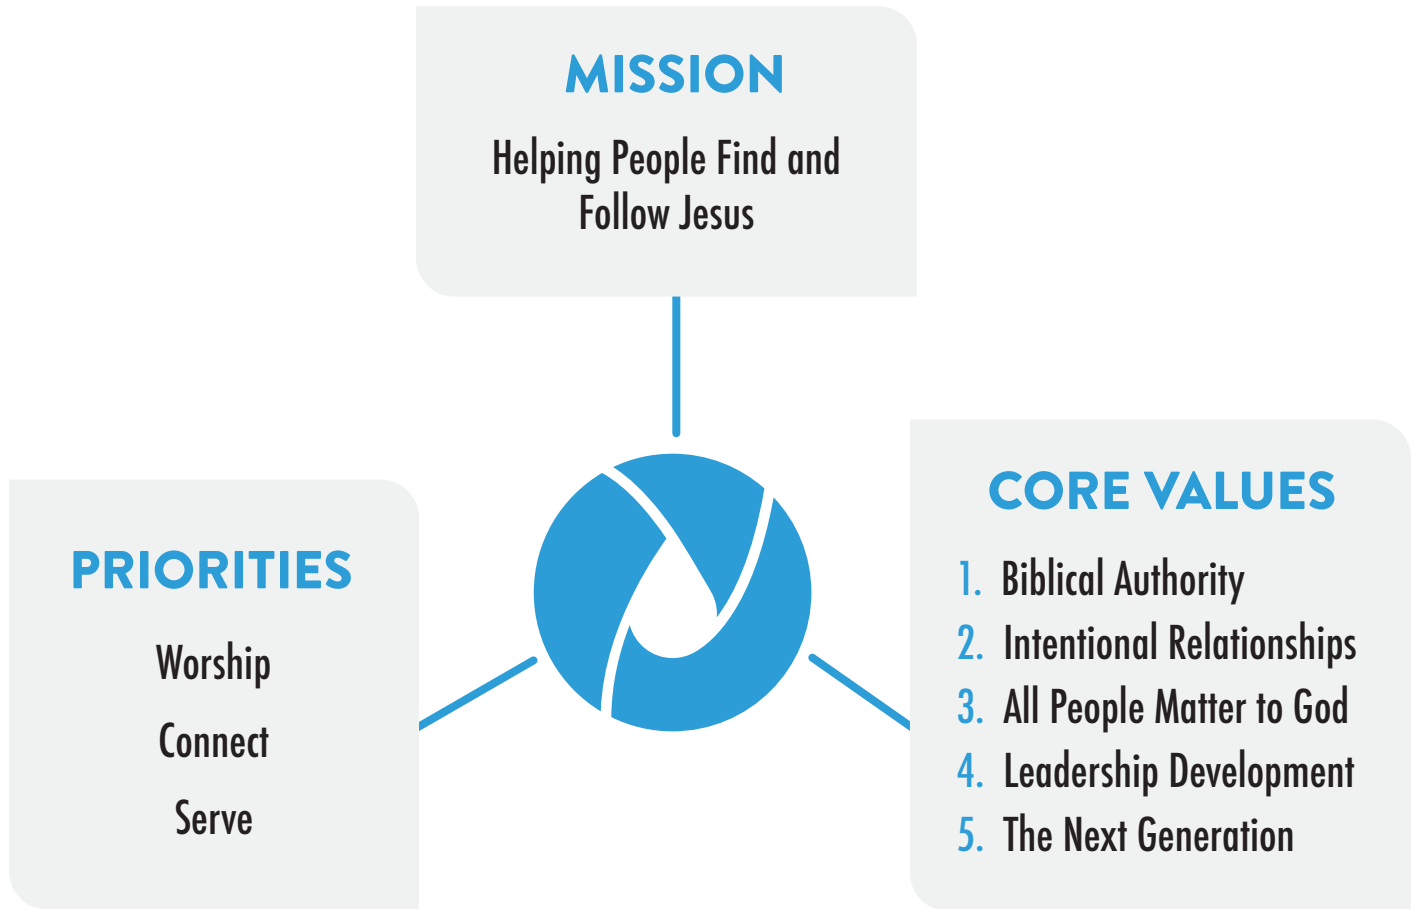 MISSION
Helping People Find and
Follow Jesus
PRIORITIES
Worship
Connect
Serve
CORE VALUES
1. Biblical Authority
2. Intentional Relationships
3. All People Matter to God
4. Leadership Development
5. The Next Generation